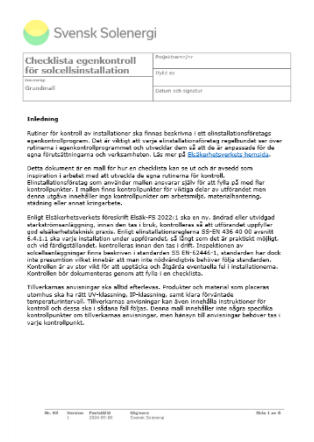 Svensk Solenergi
Checklista egenkontroll
för solcellsinstallation
Grundmall
Projektnamn/nr
Ifylld av
Datum och signatur
Inledning
Rutiner för kontroll av installationer ska finnas beskrivna i ett elinstallationsföretags
egenkontrollprogram. Det är viktigt att varje elinstallationsföretag regelbundet ser över
rutinerna i egenkontrollprogrammet och utvecklar dem så att de är anpassade för de
egna förutsättningarna och verksamheten. Läs mer på Elsäkerhetsverkets hemsida.
Detta dokument är en mall för hur en checklista kan se ut och är avsedd som
inspiration i arbetet med att utveckla de egna rutinerna för kontroll.
Elinstallationsföretag som använder mallen ansvarar själv för att fylla på med fler
kontrollpunkter. I mallen finns kontrollpunkter för viktiga delar av utförandet men
denna utgåva innehåller inga kontrollpunkter om arbetsmiljö, materialhantering,
städning eller annat kringarbete.
Enligt Elsäkerhetsverkets föreskrift Elsäk-FS 2022:1 ska en ny, ändrad eller utvidgad
starkströmsanläggning, innan den tas i bruk, kontrolleras så att utförandet uppfyller
god elsäkerhetsteknisk praxis. Enligt elinstallationsreglerna SS-EN 436 40 00 avsnitt
6.4.1.1 ska varje installation under uppförandet, så långt som det är praktiskt möjligt,
och vid färdigställandet, kontrolleras innan den tas i drift. Inspektionen av
solcellsanläggningar finns beskriven i standarden SS EN-62446-1, standarden har dock
inte presumtion vilket innebär att man inte nödvändigtvis behöver följa standarden.
Kontrollen är av stor vikt för att upptäcka och åtgärda eventuella fel i installationerna.
Kontrollen bör dokumenteras genom att fylla i en checklista.
Tillverkarnas anvisningar ska alltid efterlevas. Produkter och material som placeras
utomhus ska ha rätt UV-klassning, IP-klassning, samt klara förväntade
temperaturintervall. Tillverkarnas anvisningar kan även innehålla instruktioner för
kontroll och dessa ska i sådana fall följas. Denna mall innehåller inte några specifika
kontrollpunkter om tillverkarnas anvisningar, men hänsyn till anvisningar behöver tas i
varje kontrollpunkt.
Version Fastställd Utgivare Sida 1 av 8
1 Svensk Solenergi